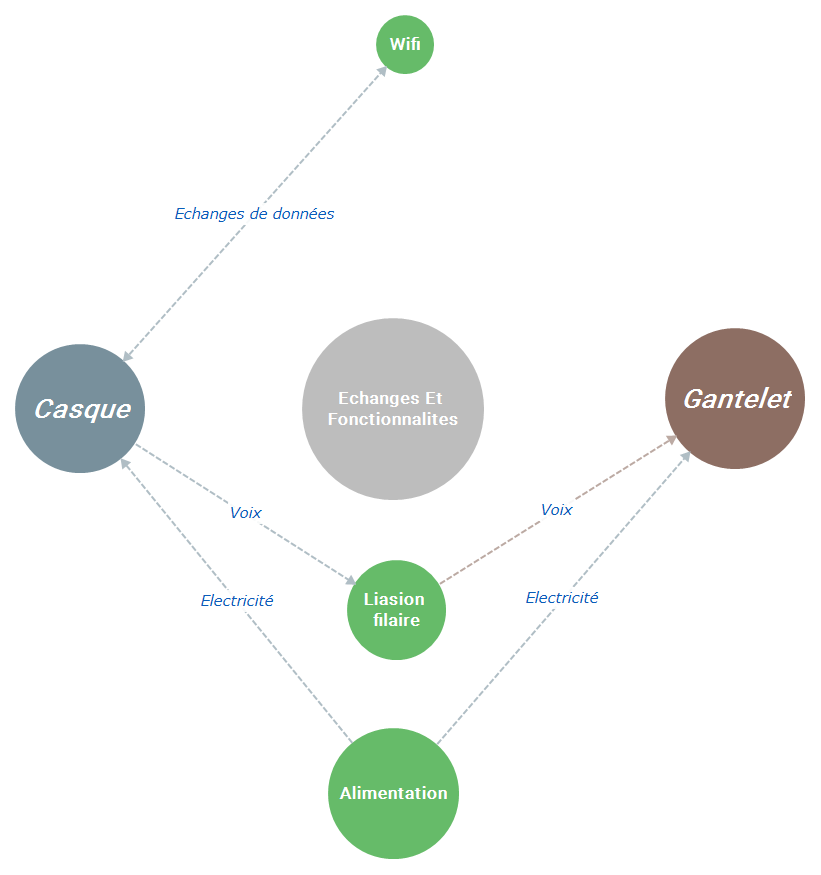 Wifi
Echanges de données
Casque
Echanges Et
Fonctionnalites
Gantelet
Voix
Voix
Liasion
filaire
Electricité
Electricité
Alimentation